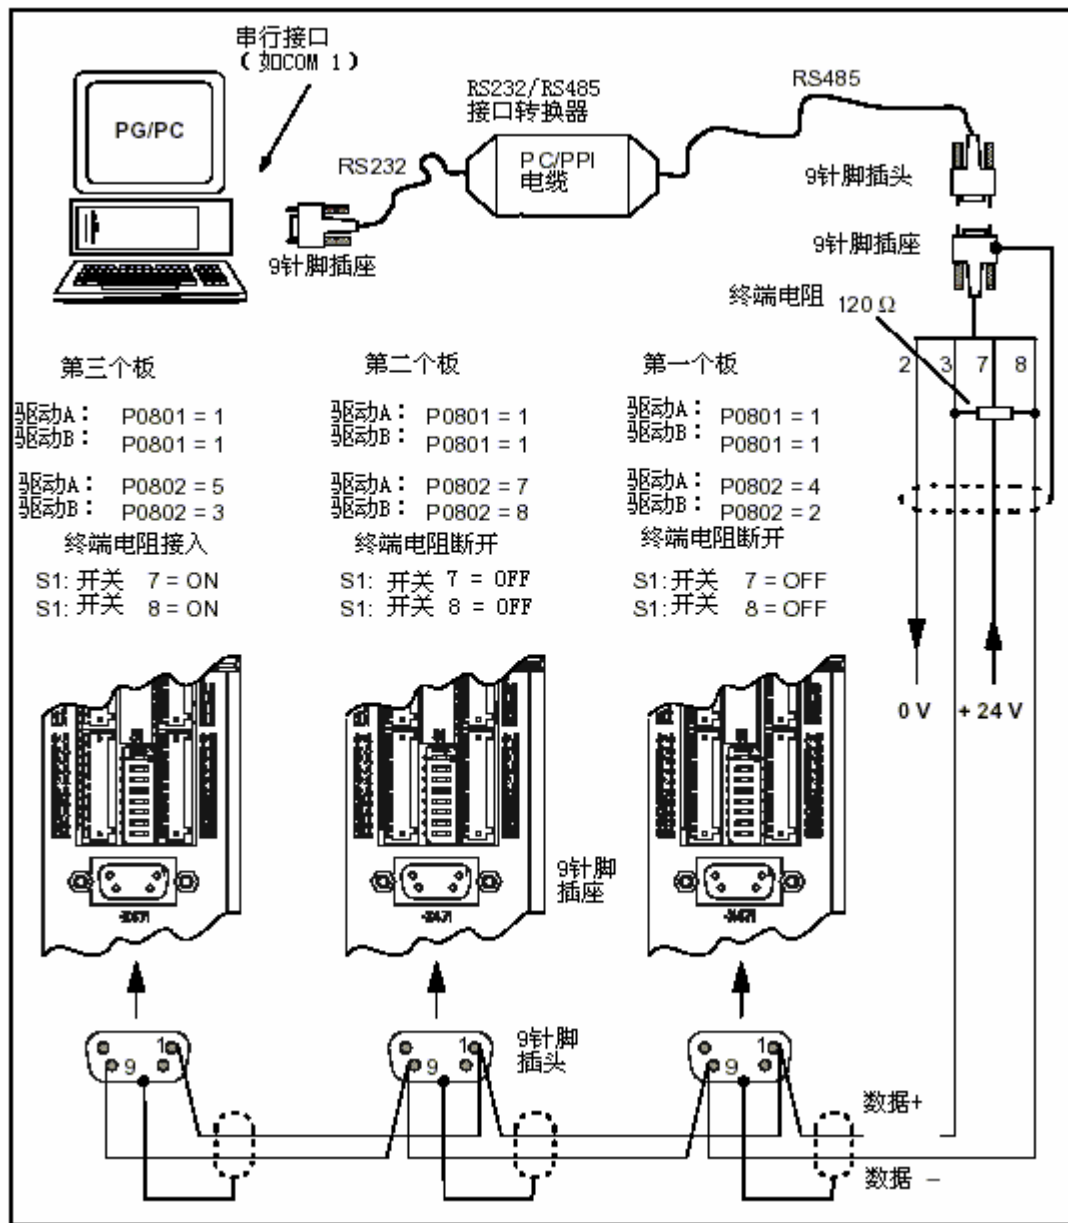 串行接口
（如COM 1）
PG/PC
RS232
9针脚插座
RS232/RS485
接口转换器
PC/PPI
电缆
RS485
9针脚插头
9针脚插座
终端电阻 120 Ω
2 3 7 8
0 V + 24 V
第三个板
驱动A： P0801 = 1
驱动B： P0801 = 1
驱动A： P0802 = 5
驱动B： P0802 = 3
终端电阻接入
S1: 开关 7 = ON
S1: 开关 8 = ON
第二个板
驱动A： P0801 = 1
驱动B： P0801 = 1
驱动A： P0802 = 7
驱动B： P0802 = 8
终端电阻断开
S1: 开关 7 = OFF
S1: 开关 8 = OFF
第一个板
驱动A： P0801 = 1
驱动B： P0801 = 1
驱动A： P0802 = 4
驱动B： P0802 = 2
终端电阻断开
S1: 开关 7 = OFF
S1: 开关 8 = OFF
9针脚
插座
1
9
1
9
9针脚
插头
1
9
数据+
数据 −